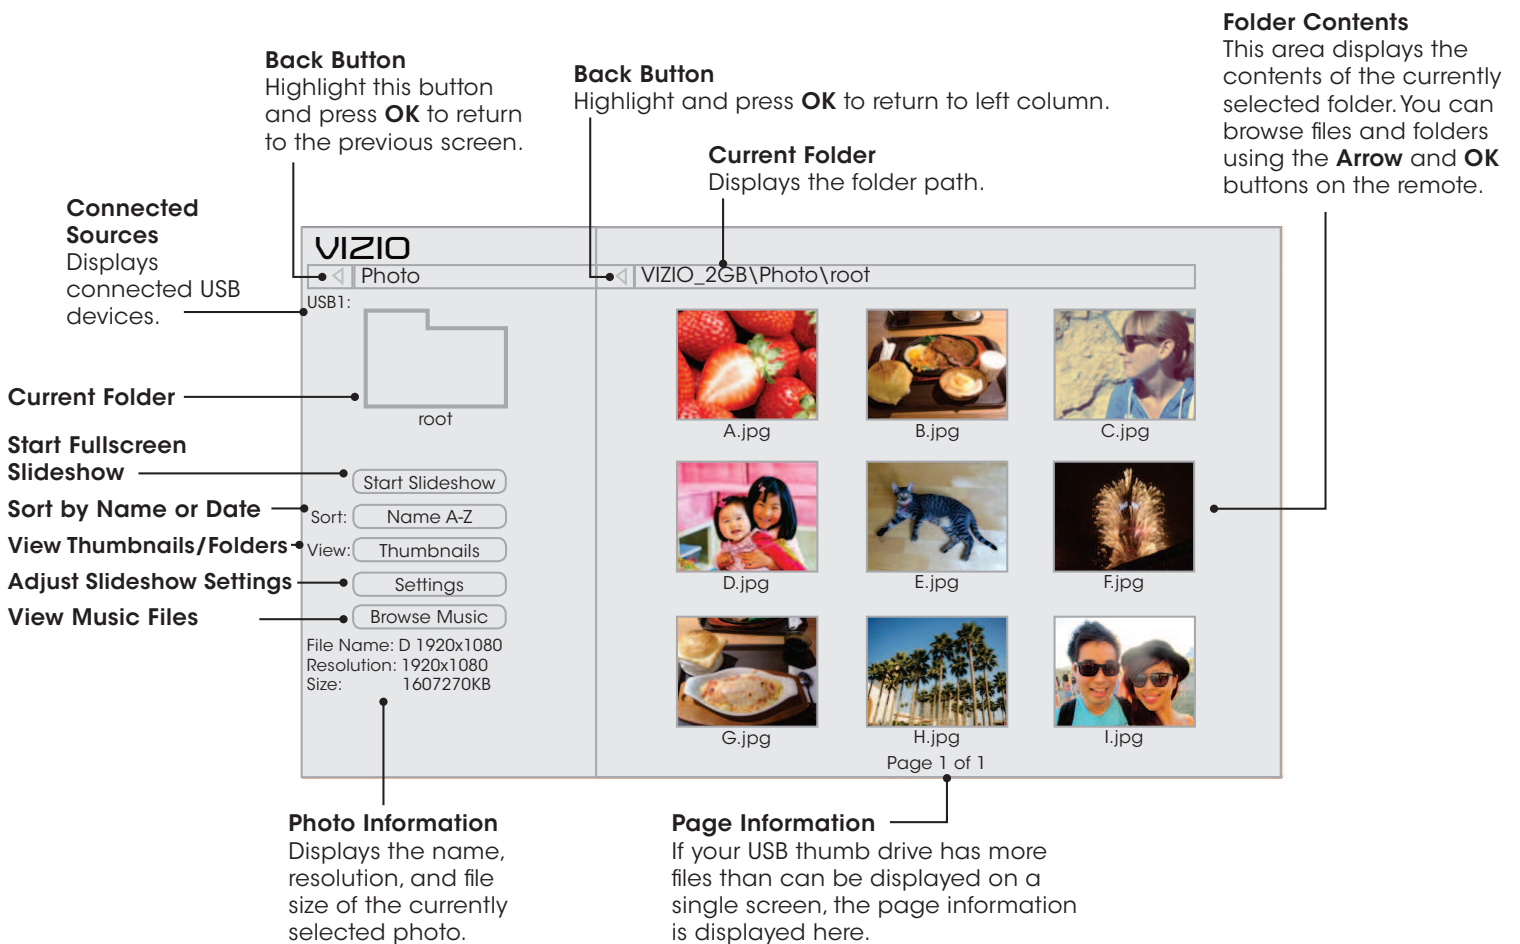 Folder Contents
This area displays the
contents of the currently
selected folder. You can
browse files and folders
using the Arrow and OK
buttons on the remote.
Back Button
Highlight this button
and press OK to return
to the previous screen.
Back Button
Highlight and press OK to return to left column.
Current Folder
Displays the folder path.
Connected
Sources
Displays
connected USB
devices.
Current Folder
Start Fullscreen
Slideshow
Sort by Name or Date
View Thumbnails/Folders
Adjust Slideshow Settings
View Music Files
VIZIO
Photo
VIZIO_2GB\Photo\root
USB1:
root
Start Slideshow
Sort: Name A-Z
View: Thumbnails
Settings
Browse Music
File Name: D 1920x1080
Resolution: 1920x1080
Size: 1607270KB
A.jpg
B.jpg
C.jpg
D.jpg
E.jpg
F.jpg
G.jpg
H.jpg
I.jpg
Page 1 of 1
Photo Information
Displays the name,
resolution, and file
size of the currently
selected photo.
Page Information
If your USB thumb drive has more
files than can be displayed on a
single screen, the page information
is displayed here.